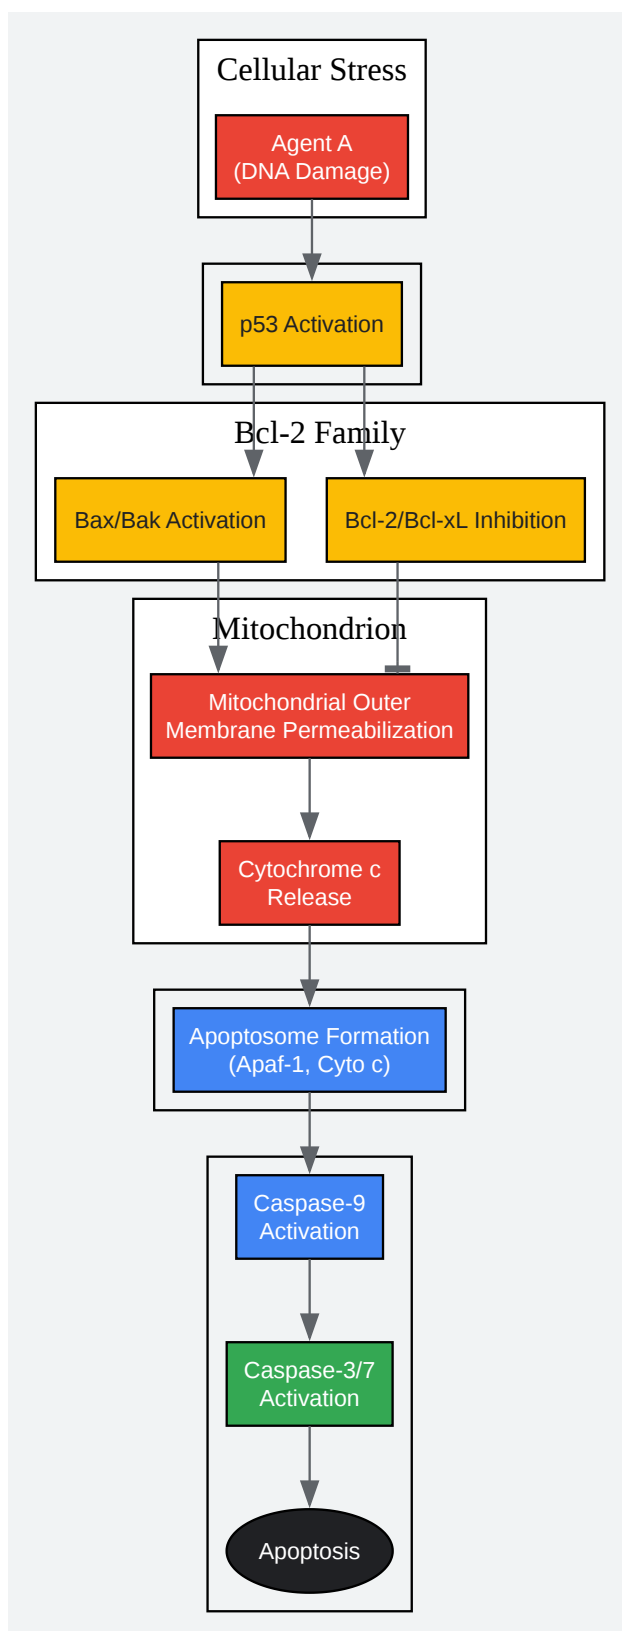 Cellular Stress
Agent A
(DNA Damage)
p53 Activation
Bcl-2 Family
Bax/Bak Activation
Bcl-2/Bcl-xL Inhibition
Mitochondrion
Mitochondrial Outer
Membrane Permeabilization
Cytochrome c
Release
Apoptosome Formation
(Apaf-1, Cyto c)
Caspase-9
Activation
Caspase-3/7
Activation
Apoptosis